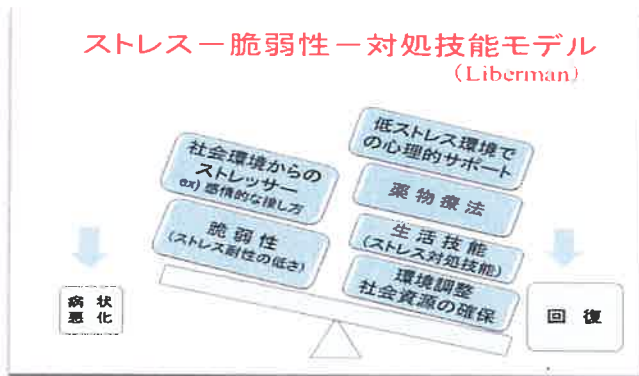 ストレス－脆弱性－対処技能モデル
（Liberman）
社会環境からの
ストレッサー
ex) 感情的な接し方
脆弱性
(ストレス耐性の低さ)
低ストレス環境で
の心理的サポート
薬物療法
生活技能
(ストレス対処技能)
環境調整
社会資源の確保
病 状
悪 化
回 復